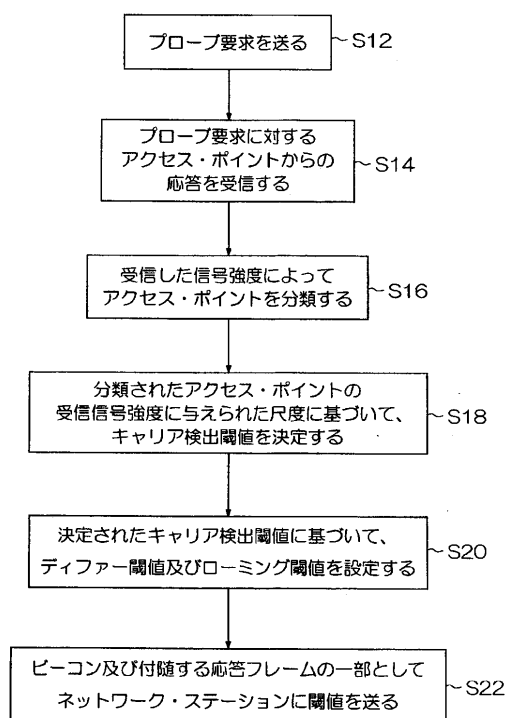 プローブ要求を送る
S12
プローブ要求に対する
アクセス・ポイントからの
応答を受信する
S14
受信した信号強度によって
アクセス・ポイントを分類する
S16
分類されたアクセス・ポイントの
受信信号強度に与えられた尺度に基づいて、
キャリア検出閾値を決定する
S18
決定されたキャリア検出閾値に基づいて、
ディファー閾値及びローミング閾値を設定する
S20
ビーコン及び付随する応答フレームの一部として
ネットワーク・ステーションに閾値を送る
S22